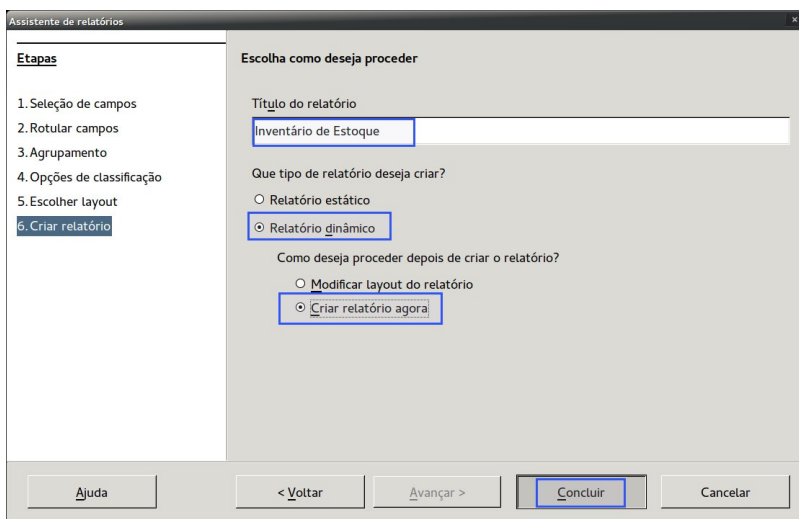 Assistente de relatórios
Etapas
1. Seleção de campos
2. Rotular campos
3. Agrupamento
4. Opções de classificação
5. Escolher layout
6. Criar relatório
Escolha como deseja proceder
Título do relatório
Inventário de Estoque
Que tipo de relatório deseja criar?
Relatório estático
Relatório dinâmico
Como deseja proceder depois de criar o relatório?
Modificar layout do relatório
Criar relatório agora
Ajuda
< Voltar
Avançar >
Concluir
Cancelar